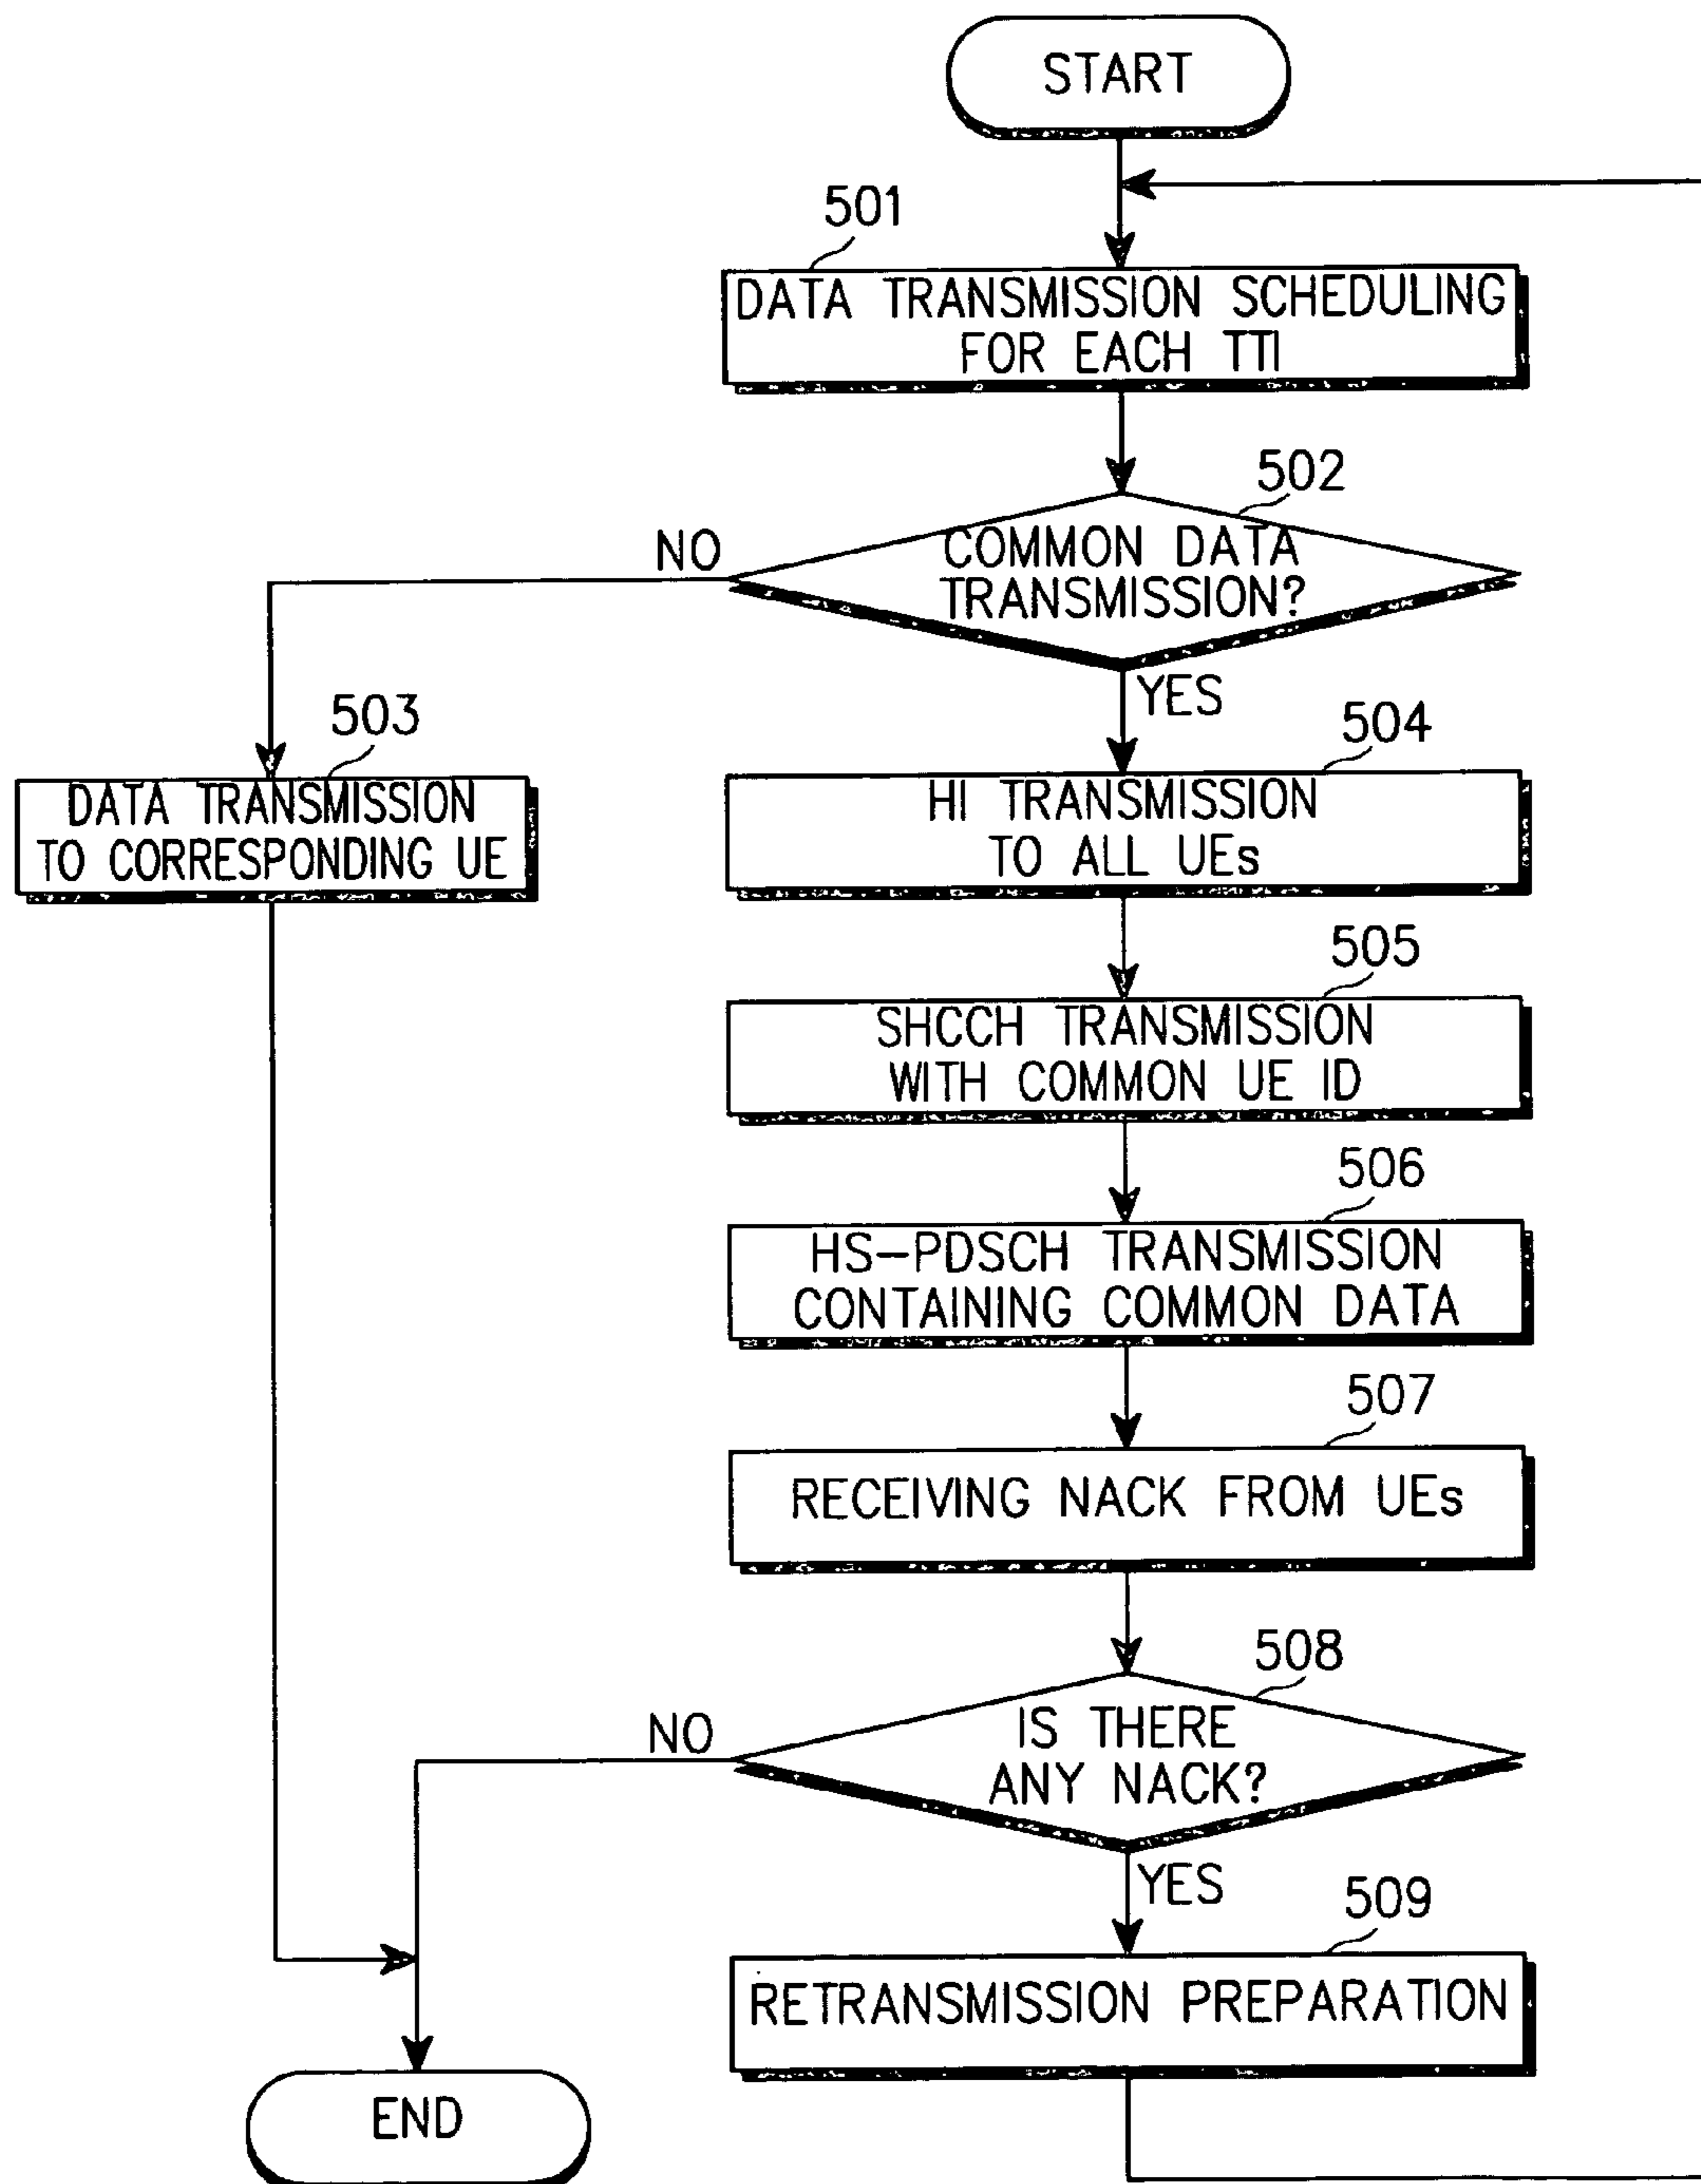 START
501
DATA TRANSMISSION SCHEDULING
FOR EACH TTI
502
NO
COMMON DATA
TRANSMISSION?
YES
503
DATA TRANSMISSION
TO CORRESPONDING UE
504
HI TRANSMISSION
TO ALL UEs
505
SHCCH TRANSMISSION
WITH COMMON UE ID
506
HS-PDSCH TRANSMISSION
CONTAINING COMMON DATA
507
RECEIVING NACK FROM UEs
508
NO
IS THERE
ANY NACK?
YES
509
RETRANSMISSION PREPARATION
END